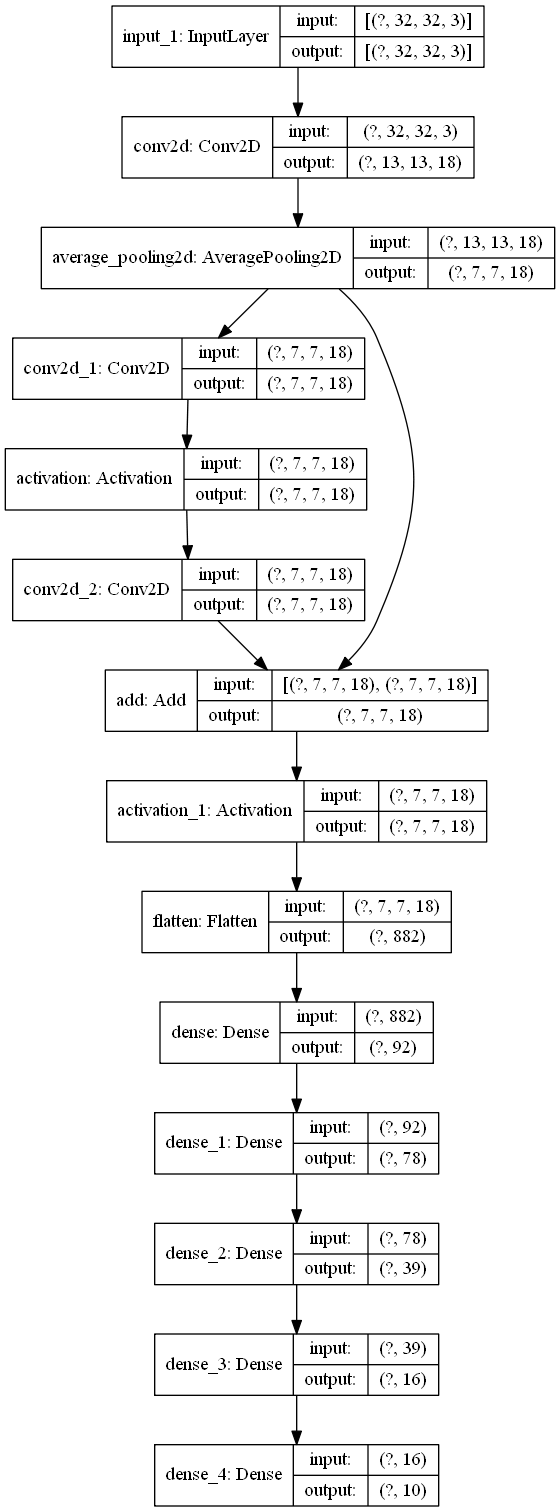 input_1: InputLayer
input: [(?, 32, 32, 3)]
output: [(?, 32, 32, 3)]
conv2d: Conv2D
input: (?, 32, 32, 3)
output: (?, 13, 13, 18)
average_pooling2d: AveragePooling2D
input: (?, 13, 13, 18)
output: (?, 7, 7, 18)
conv2d_1: Conv2D
input: (?, 7, 7, 18)
output: (?, 7, 7, 18)
activation: Activation
input: (?, 7, 7, 18)
output: (?, 7, 7, 18)
conv2d_2: Conv2D
input: (?, 7, 7, 18)
output: (?, 7, 7, 18)
add: Add
input: [(?, 7, 7, 18), (?, 7, 7, 18)]
output: (?, 7, 7, 18)
activation_1: Activation
input: (?, 7, 7, 18)
output: (?, 7, 7, 18)
flatten: Flatten
input: (?, 7, 7, 18)
output: (?, 882)
dense: Dense
input: (?, 882)
output: (?, 92)
dense_1: Dense
input: (?, 92)
output: (?, 78)
dense_2: Dense
input: (?, 78)
output: (?, 39)
dense_3: Dense
input: (?, 39)
output: (?, 16)
dense_4: Dense
input: (?, 16)
output: (?, 10)